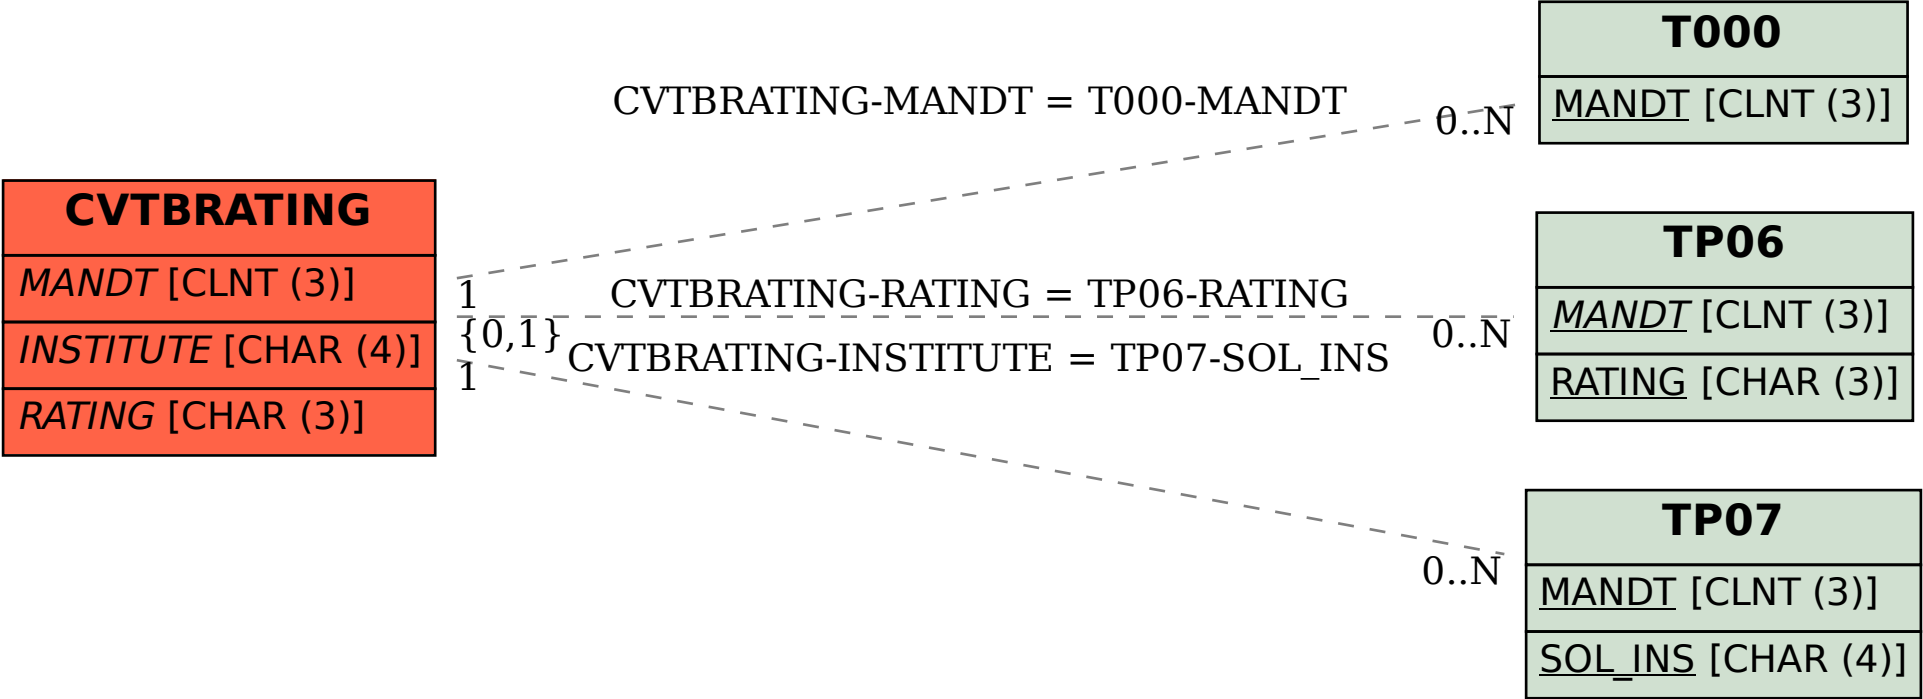 CVTBRATING
MANDT [CLNT (3)]
INSTITUTE [CHAR (4)]
RATING [CHAR (3)]
CVTBRATING-MANDT = T000-MANDT
0..N
1
CVTBRATING-RATING = TP06-RATING
{0,1}
0..N
CVTBRATING-INSTITUTE = TP07-SOL_INS
1
0..N
T000
MANDT [CLNT (3)]
TP06
MANDT [CLNT (3)]
RATING [CHAR (3)]
TP07
MANDT [CLNT (3)]
SOL_INS [CHAR (4)]